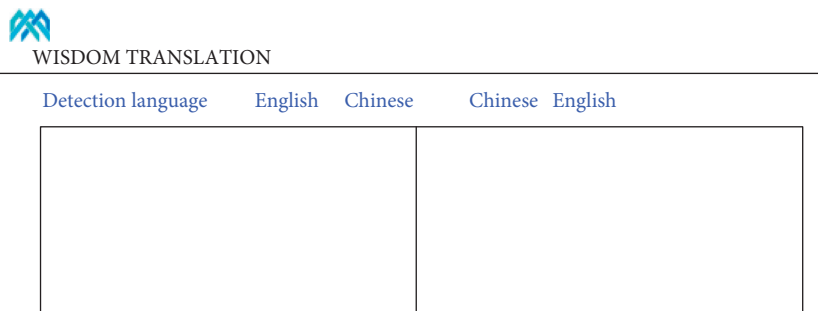 WISDOM TRANSLATION
Detection language English Chinese Chinese English